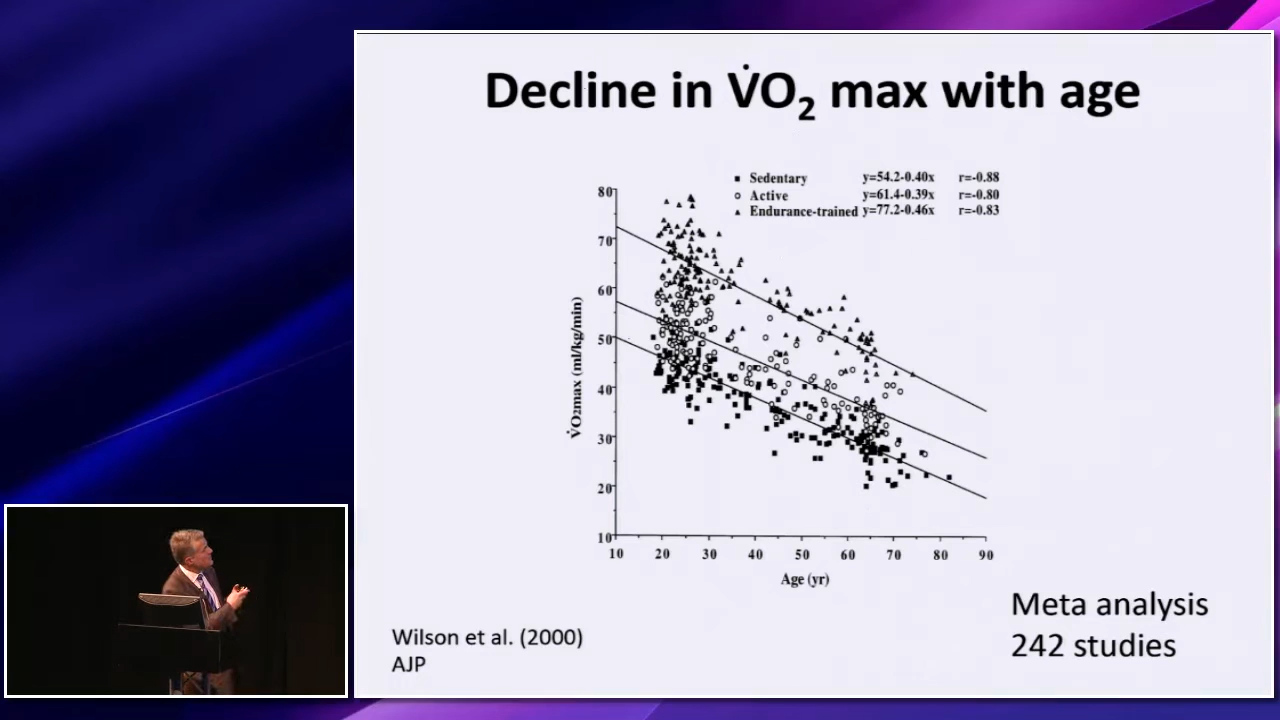 Decline in V̇O₂ max with age
Sedentary y=54.2-0.40x r=-0.88
Active y=61.4-0.39x r=-0.80
Endurance-trained y=77.2-0.46x r=-0.83
80
70
60
50
40
30
20
10
V̇O₂max (ml/kg/min)
10 20 30 40 50 60 70 80 90
Age (yr)
Meta analysis
242 studies
Wilson et al. (2000)
AJP